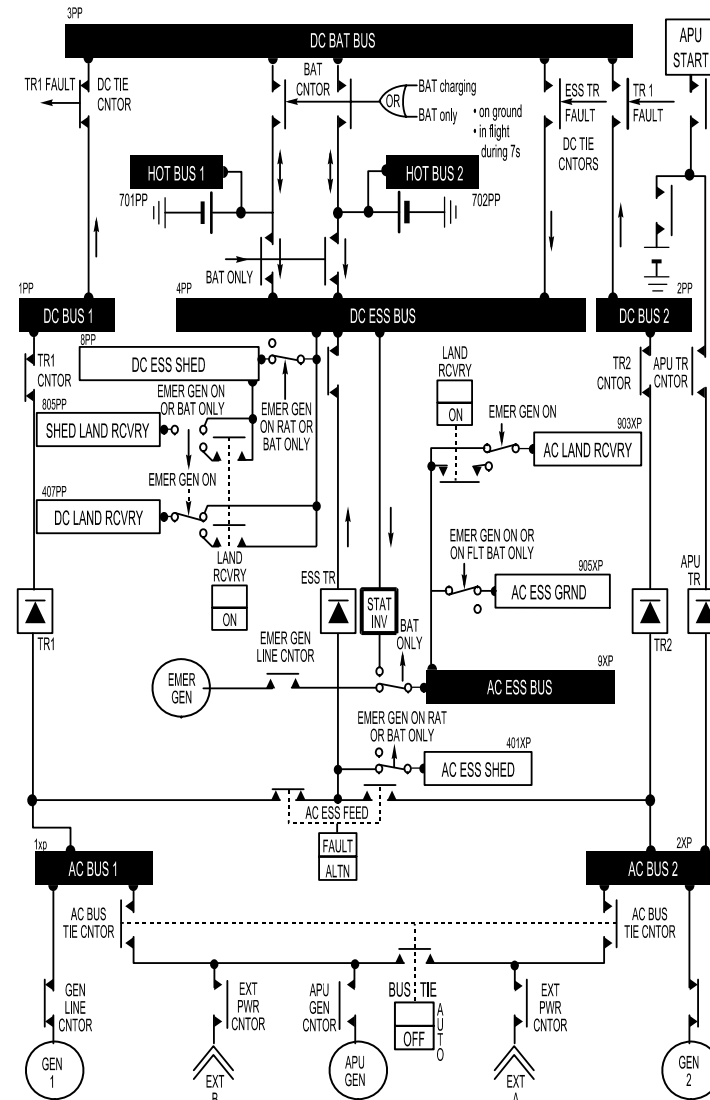 3PP
DC BAT BUS
APU
START
TR1 FAULT
DC TIE
CNTOR
BAT
CNTOR
OR
BAT charging
BAT only
• on ground
• in flight
during 7s
ESS TR
FAULT
TR 1
FAULT
DC TIE
CNTORS
HOT BUS 1
701PP
HOT BUS 2
702PP
BAT ONLY
1PP
DC BUS 1
4PP
DC ESS BUS
2PP
DC BUS 2
TR1
CNTOR
8PP
DC ESS SHED
EMER GEN ON
OR BAT ONLY
EMER GEN
ON RAT OR
BAT ONLY
805PP
SHED LAND RCVRY
EMER GEN ON
407PP
DC LAND RCVRY
LAND
RCVRY
ON
LAND
RCVRY
ON
EMER GEN ON
903XP
AC LAND RCVRY
TR2
CNTOR
APU TR
CNTOR
EMER GEN ON OR
ON FLT BAT ONLY
905XP
AC ESS GRND
TR1
ESS TR
STAT
INV
BAT
ONLY
TR2
APU
TR
EMER GEN
LINE CNTOR
EMER
GEN
9XP
AC ESS BUS
EMER GEN ON RAT
OR BAT ONLY
401XP
AC ESS SHED
AC ESS FEED
FAULT
ALTN
1xp
AC BUS 1
2XP
AC BUS 2
AC BUS
TIE CNTOR
AC BUS
TIE CNTOR
GEN
LINE
CNTOR
EXT
PWR
CNTOR
APU
GEN
CNTOR
BUS TIE
OFF
AUTO
EXT
PWR
CNTOR
GEN
1
EXT
B
APU
GEN
EXT
A
GEN
2